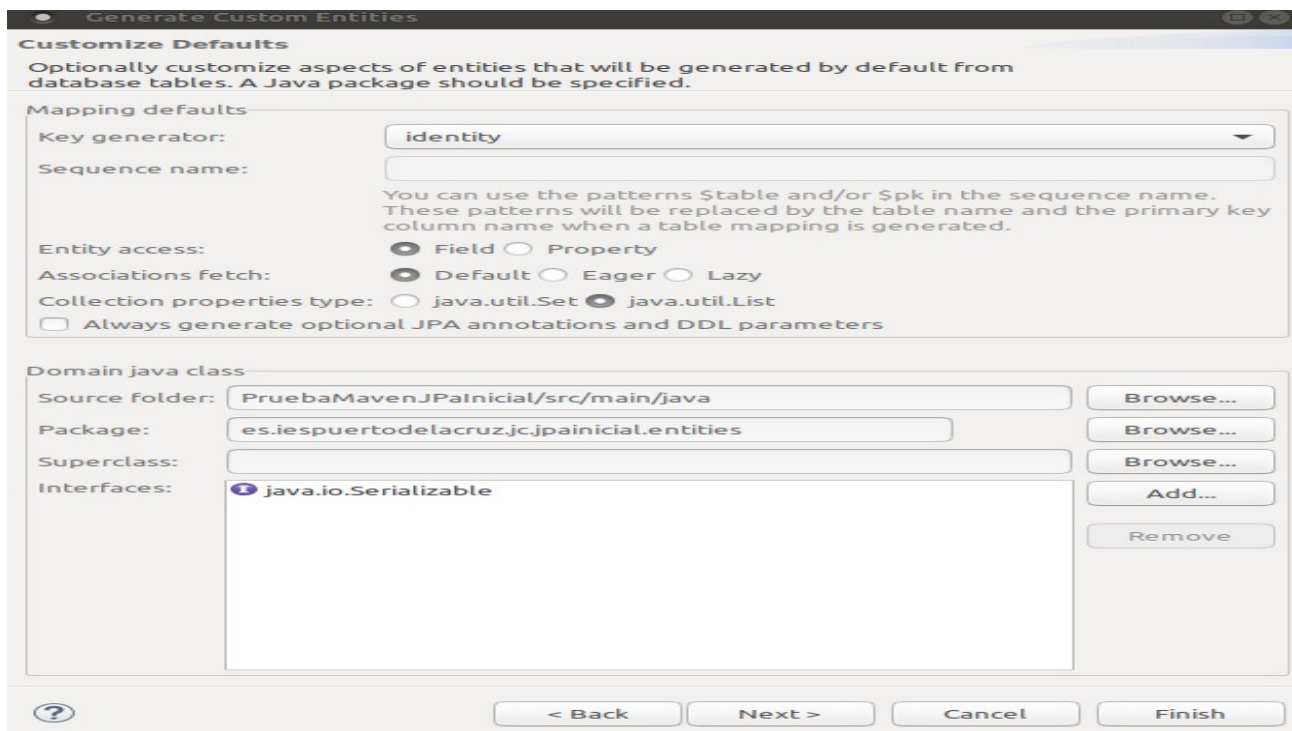 Generate Custom Entities
Customize Defaults
Optionally customize aspects of entities that will be generated by default from
database tables. A Java package should be specified.
Mapping defaults
Key generator: identity
Sequence name:
You can use the patterns $table and/or $pk in the sequence name.
These patterns will be replaced by the table name and the primary key
column name when a table mapping is generated.
Entity access: Field Property
Associations fetch: Default Eager Lazy
Collection properties type: java.util.Set java.util.List
Always generate optional JPA annotations and DDL parameters
Domain java class
Source folder: PruebaMavenJPaInicial/src/main/java Browse...
Package: es.iespuertodelacruz.jc.jpainicial.entities Browse...
Superclass: Browse...
Interfaces: I java.io.Serializable Add...
Remove
? < Back Next > Cancel Finish